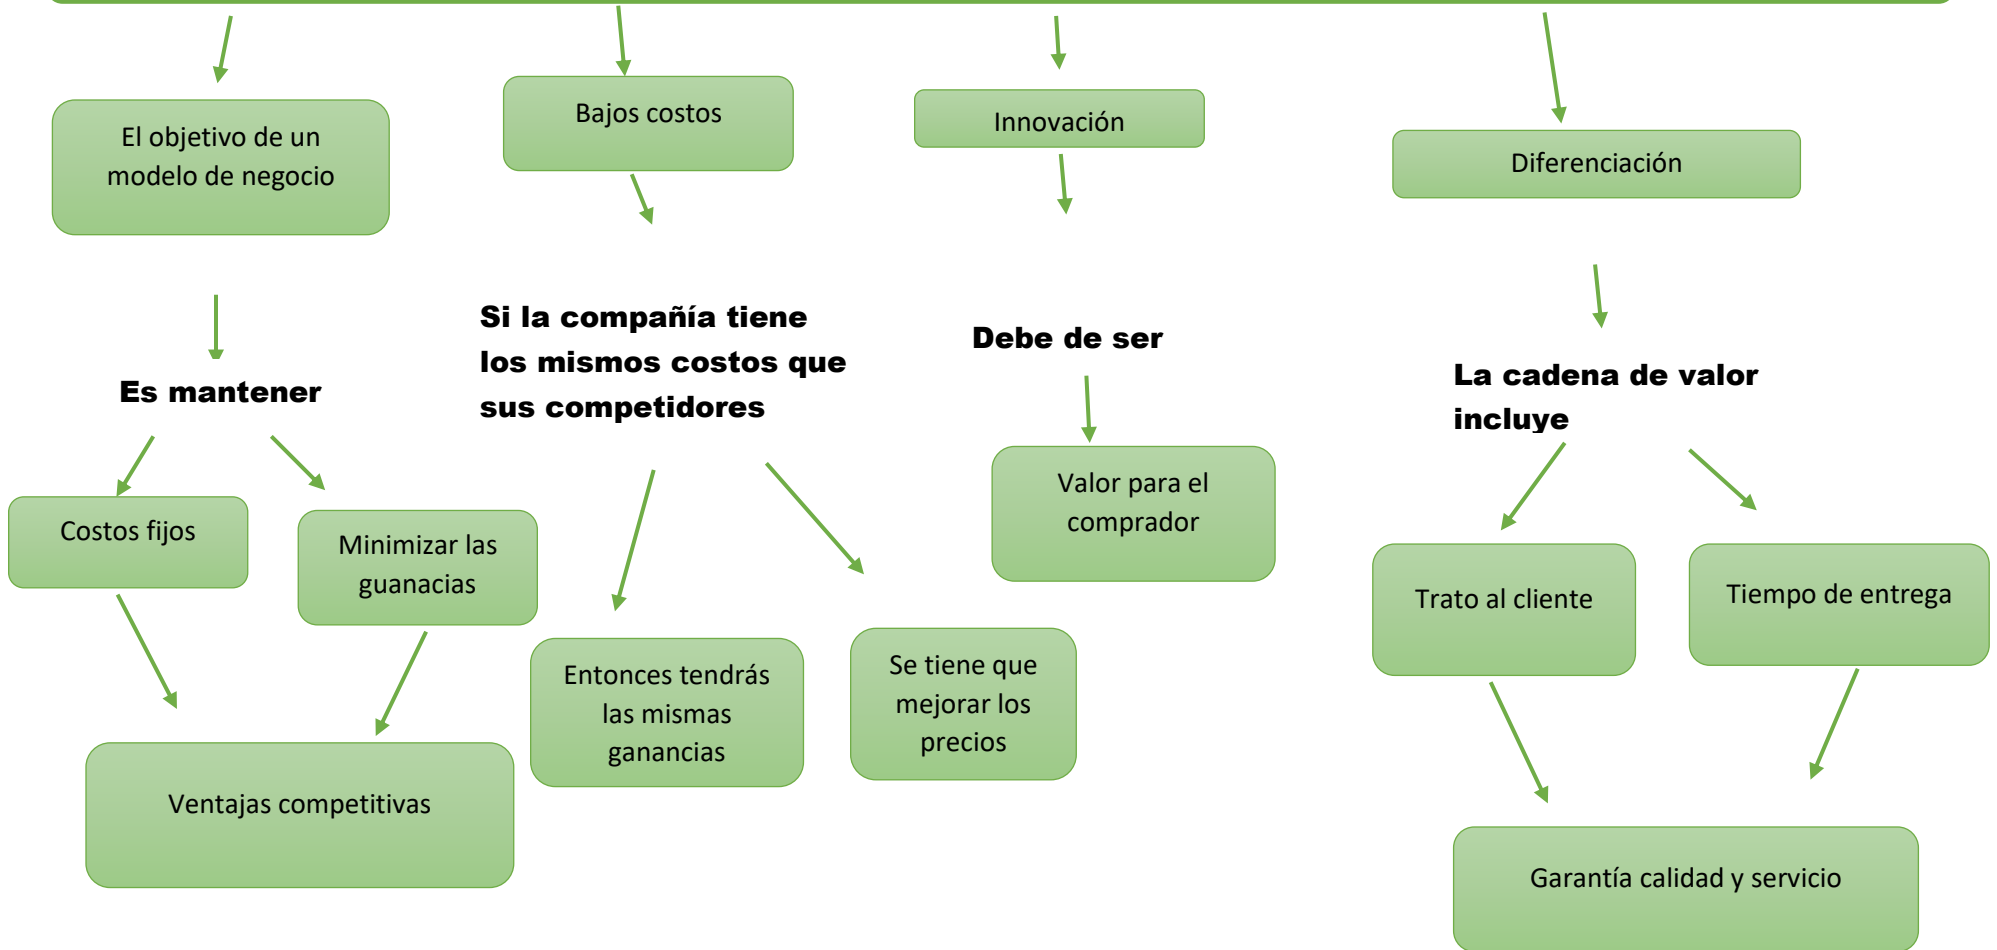 El objetivo de un
modelo de negocio
Bajos costos
Innovación
Diferenciación
Es mantener
Si la compañía tiene
los mismos costos que
sus competidores
Debe de ser
La cadena de valor
incluye
Costos fijos
Minimizar las
guanacias
Valor para el
comprador
Trato al cliente
Tiempo de entrega
Entonces tendrás
las mismas
ganancias
Se tiene que
mejorar los
precios
Ventajas competitivas
Garantía calidad y servicio